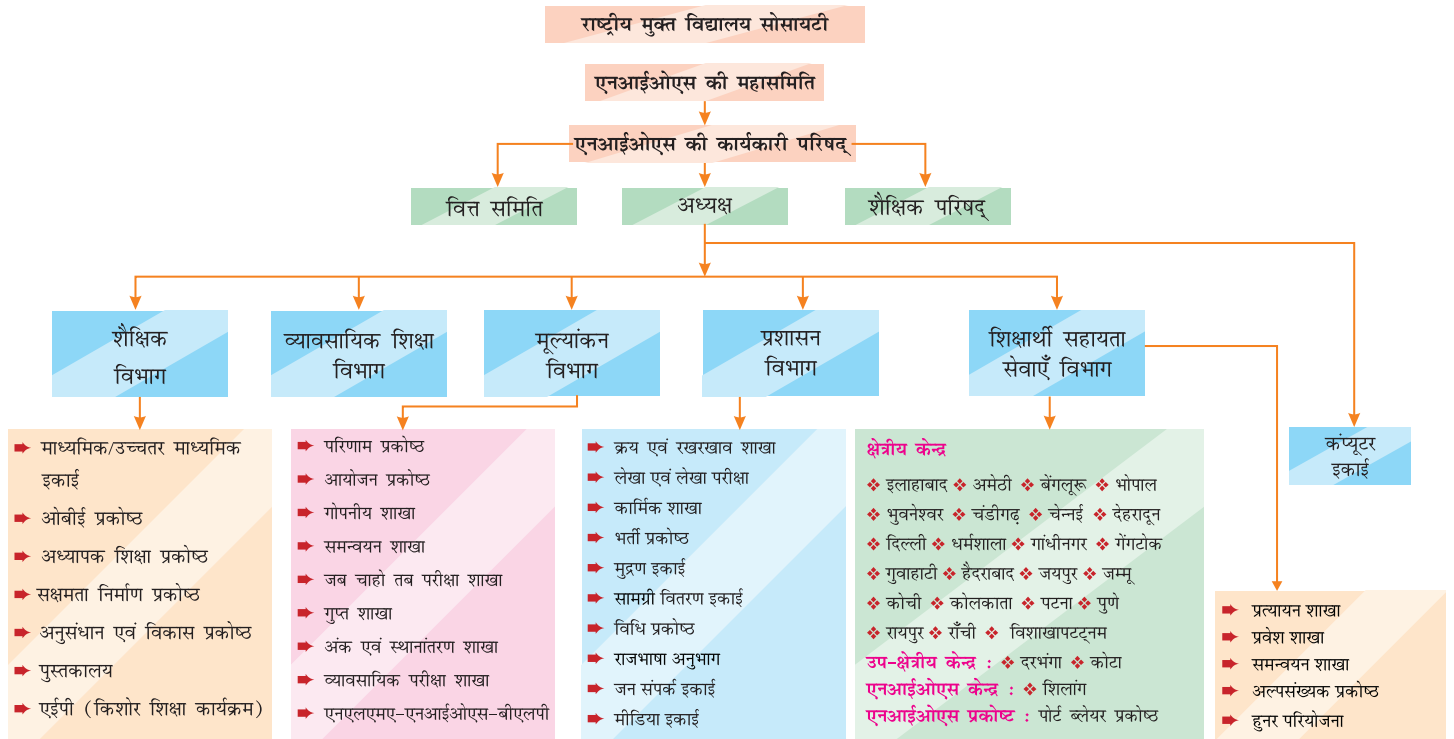 राष्ट्रीय मुक्त विद्यालय सोसायटी
एनआईओएस की महासमिति
एनआईओएस की कार्यकारी परिषद्
वित्त समिति
अध्यक्ष
शैक्षिक परिषद्
शैक्षिक
विभाग
व्यावसायिक शिक्षा
विभाग
मूल्यांकन
विभाग
प्रशासन
विभाग
शिक्षार्थी सहायता
सेवाएँ विभाग
कंप्यूटर
इकाई
माध्यमिक/उच्चतर माध्यमिक
इकाई
ओबीई प्रकोष्ठ
अध्यापक शिक्षा प्रकोष्ठ
सक्षमता निर्माण प्रकोष्ठ
अनुसंधान एवं विकास प्रकोष्ठ
पुस्तकालय
एईपी (किशोर शिक्षा कार्यक्रम)
परिणाम प्रकोष्ठ
आयोजन प्रकोष्ठ
गोपनीय शाखा
समन्वयन शाखा
जब चाहो तब परीक्षा शाखा
गुप्त शाखा
अंक एवं स्थानांतरण शाखा
व्यावसायिक परीक्षा शाखा
एनएलएमए-एनआईओएस-बीएलपी
क्रय एवं रखरखाव शाखा
लेखा एवं लेखा परीक्षा
कार्मिक शाखा
भर्ती प्रकोष्ठ
मुद्रण इकाई
सामग्री वितरण इकाई
विधि प्रकोष्ठ
राजभाषा अनुभाग
जन संपर्क इकाई
मीडिया इकाई
क्षेत्रीय केन्द्र
❖ इलाहाबाद ❖ अमेठी ❖ बेंगलूरू ❖ भोपाल
❖ भुवनेश्वर ❖ चंडीगढ़ ❖ चेन्नई ❖ देहरादून
❖ दिल्ली ❖ धर्मशाला ❖ गांधीनगर ❖ गेंगटोक
❖ गुवाहाटी ❖ हैदराबाद ❖ जयपुर ❖ जम्मू
❖ कोची ❖ कोलकाता ❖ पटना ❖ पुणे
❖ रायपुर ❖ राँची ❖ विशाखापटट्नम
उप-क्षेत्रीय केन्द्र : ❖ दरभंगा ❖ कोटा
एनआईओएस केन्द्र : ❖ शिलांग
एनआईओएस प्रकोष्ट : पोर्ट ब्लेयर प्रकोष्ठ
प्रत्यायन शाखा
प्रवेश शाखा
समन्वयन शाखा
अल्पसंख्यक प्रकोष्ठ
हुनर परियोजना